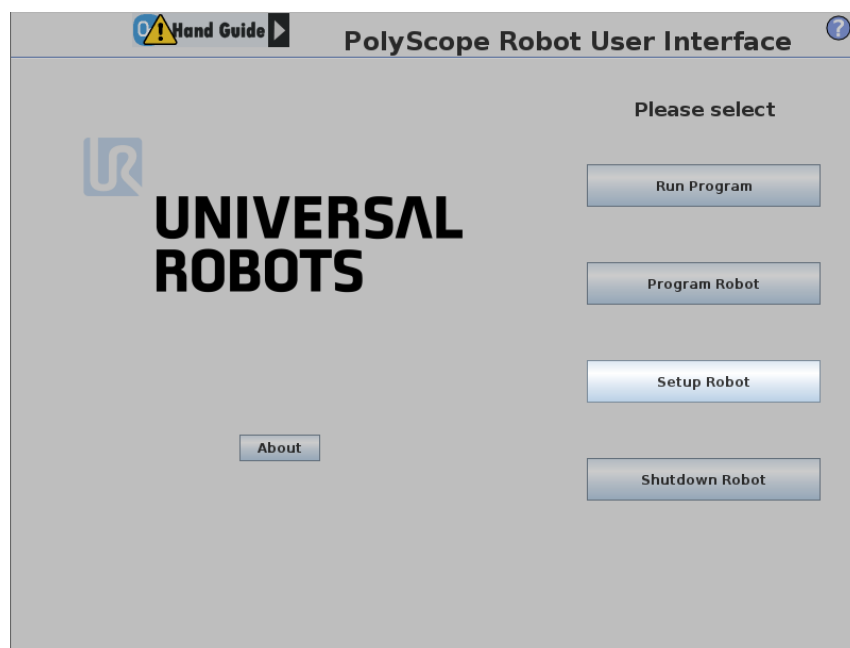 Hand Guide
PolyScope Robot User Interface
?
Please select
UR
Run Program
UNIVERSAL
ROBOTS
Program Robot
Setup Robot
About
Shutdown Robot